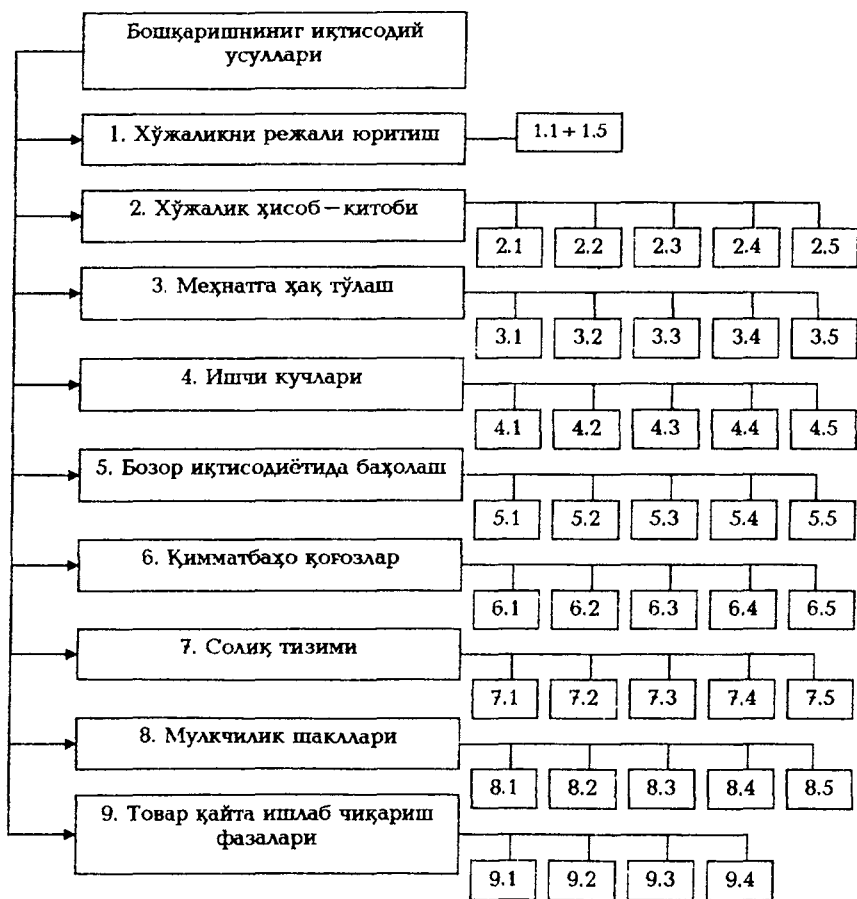 Бошқаришнинг иқтисодий
усуллари
1. Хўжаликни режали юритиш
1.1 + 1.5
2. Хўжалик ҳисоб—китоби
2.1 2.2 2.3 2.4 2.5
3. Меҳнатга ҳақ тўлаш
3.1 3.2 3.3 3.4 3.5
4. Ишчи кучлари
4.1 4.2 4.3 4.4 4.5
5. Бозор иқтисодиётида баҳолаш
5.1 5.2 5.3 5.4 5.5
6. Қимматбаҳо қоғозлар
6.1 6.2 6.3 6.4 6.5
7. Солиқ тизими
7.1 7.2 7.3 7.4 7.5
8. Мулкчилик шакллари
8.1 8.2 8.3 8.4 8.5
9. Товар қайта ишлаб чиқариш
фазалари
9.1 9.2 9.3 9.4